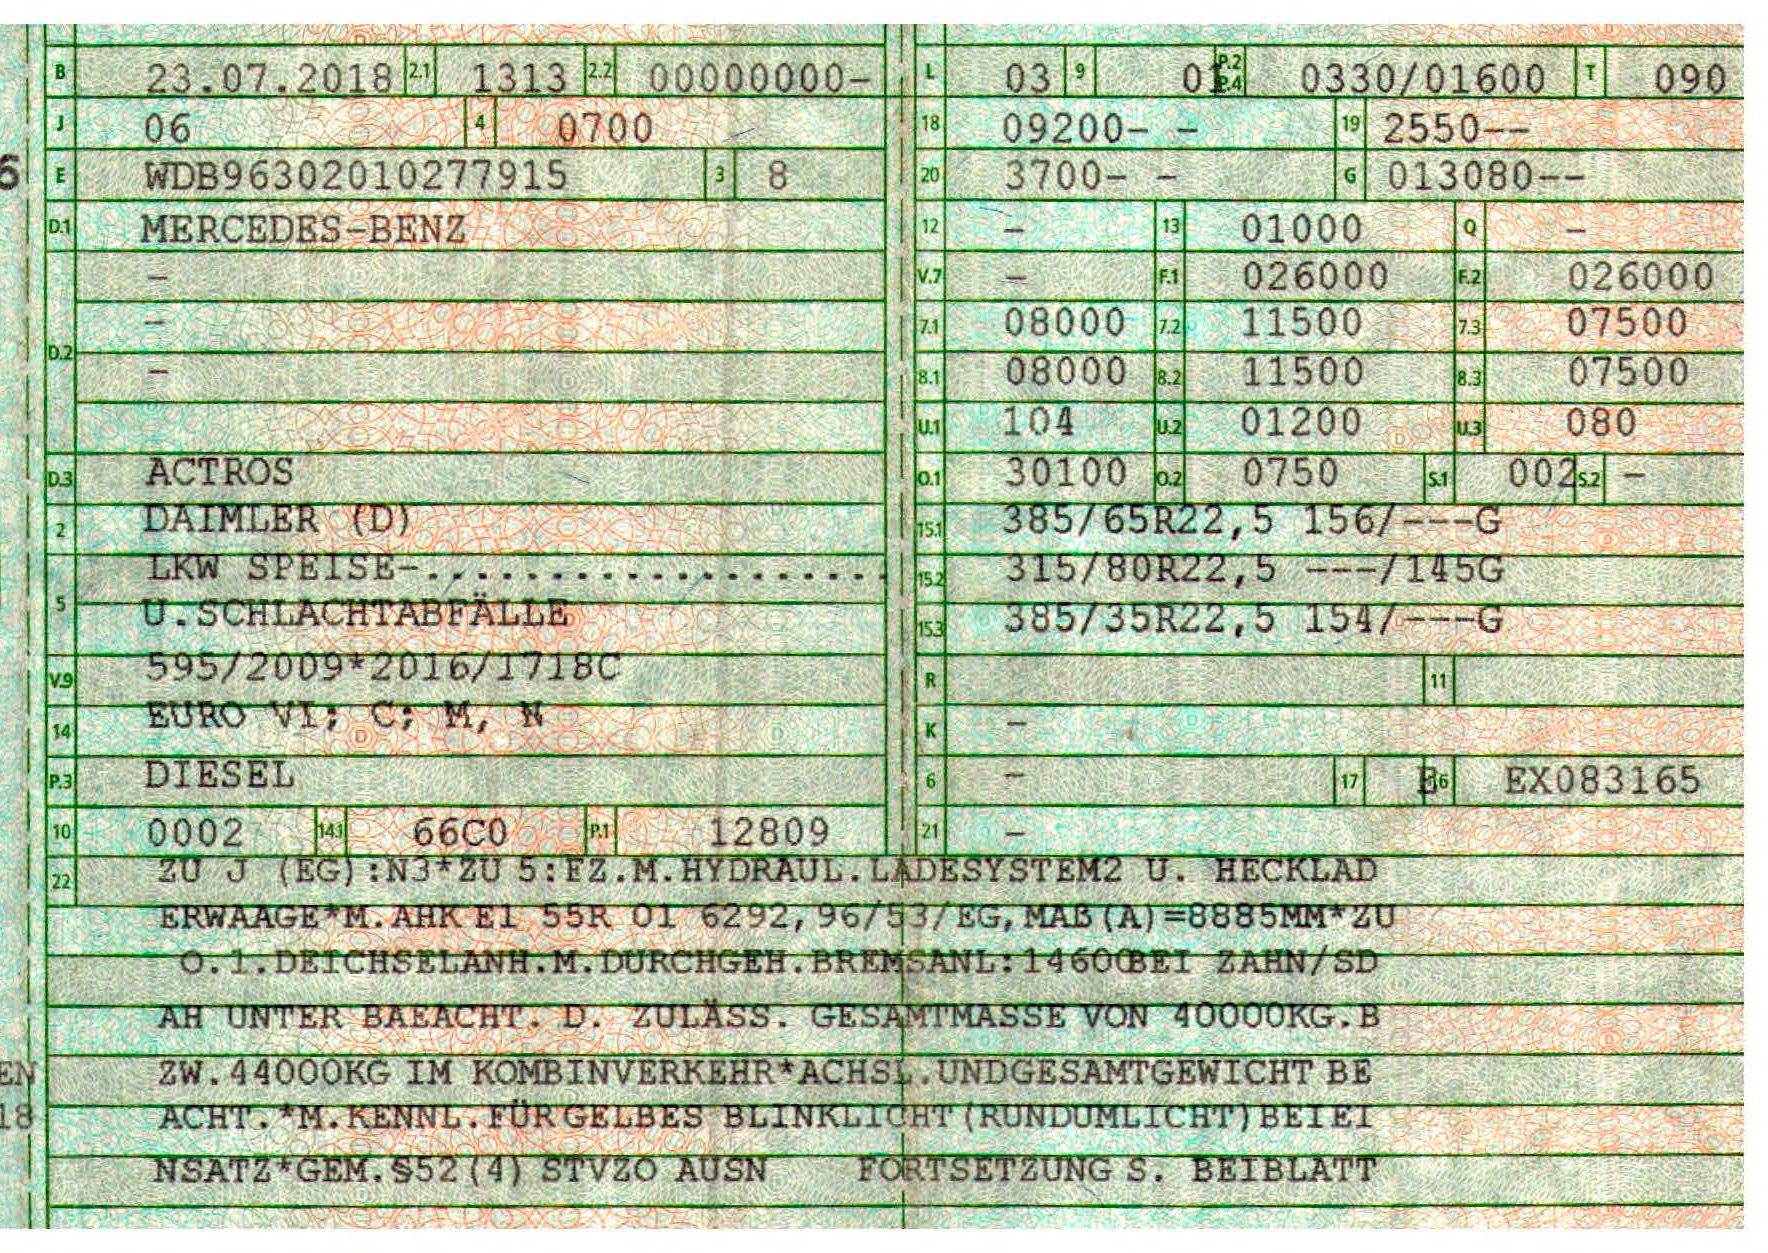 B 23.07.2018 2.1 1313 2.2 00000000-
J 06 4 0700
6 E WDB96302010277915 3 8
D.1 MERCEDES-BENZ
-
-
D.2
-
D.3 ACTROS
2 DAIMLER (D)
LKW SPEISE-...................
5 U.SCHLACHTABFÄLLE
V.9 595/2009*2016/1718C
14 EURO VI; C; M, N
P.3 DIESEL
10 0002 14.1 66C0 P.1 12809
L 03 9 01 P.2 P.4 0330/01600 T 090
18 09200- - 19 2550--
20 3700- - G 013080--
12 - 13 01000 Q -
V.7 - F.1 026000 F.2 026000
7.1 08000 7.2 11500 7.3 07500
8.1 08000 8.2 11500 8.3 07500
U.1 104 U.2 01200 U.3 080
O.1 30100 O.2 0750 S.1 002 S.2 -
15.1 385/65R22,5 156/---G
15.2 315/80R22,5 ---/145G
15.3 385/35R22,5 154/---G
R 11
K -
6 - 17 E 16 EX083165
21 -
22 ZU J (EG):N3*ZU 5:FZ.M.HYDRAUL.LADESYSTEM2 U. HECKLAD
ERWAAGE*M.AHK E1 55R 01 6292,96/53/EG,MAß(A)=8885MM*ZU
O.1.DEICHSELANH.M.DURCHGEH.BREMSANL:14600BEI ZAHN/SD
AH UNTER BAEACHT. D. ZULÄSS. GESAMTMASSE VON 40000KG.B
EN ZW.44000KG IM KOMBINVERKEHR*ACHSL.UNDGESAMTGEWICHT BE
18 ACHT.*M.KENNL.FÜR GELBES BLINKLICHT(RUNDUMLICHT)BEIEI
NSATZ*GEM.§52(4) STVZO AUSN FORTSETZUNG S. BEIBLATT